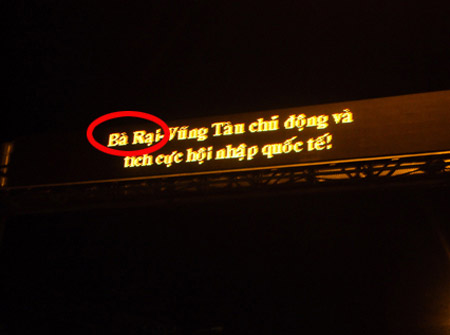 Bà Rại-Vũng Tàu chủ động và
tích cực hội nhập quốc tế!